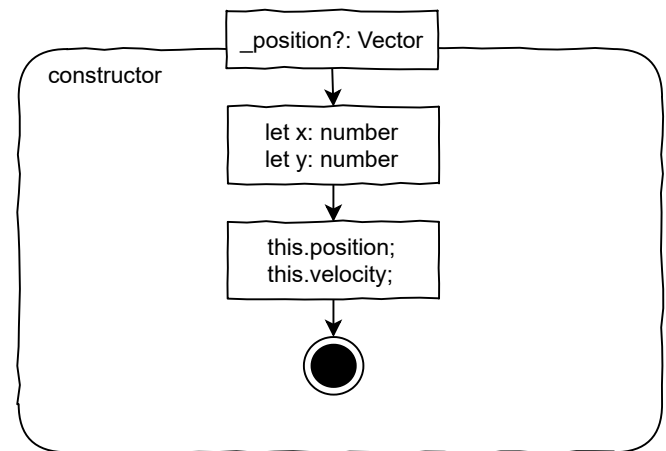 _position?: Vector
constructor
let x: number
let y: number
this.position;
this.velocity;